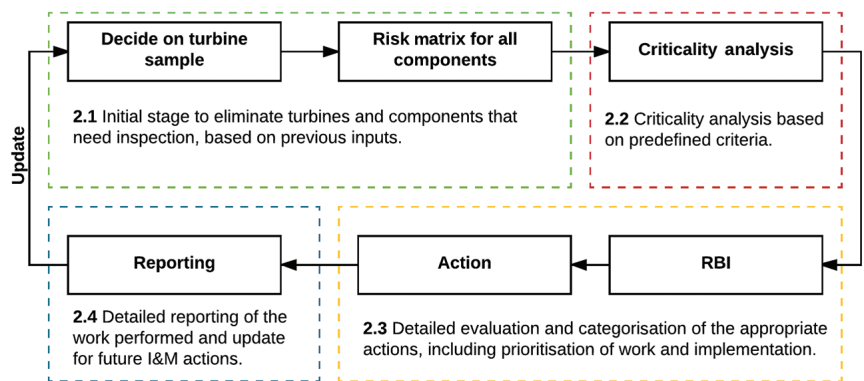 Decide on turbine
sample
Risk matrix for all
components
Criticality analysis
2.1 Initial stage to eliminate turbines and components that
need inspection, based on previous inputs.
2.2 Criticality analysis based
on predefined criteria.
Update
Reporting
Action
RBI
2.4 Detailed reporting of the
work performed and update
for future I&M actions.
2.3 Detailed evaluation and categorisation of the appropriate
actions, including prioritisation of work and implementation.